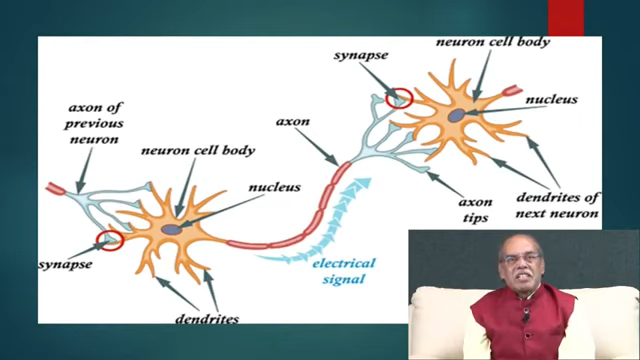 neuron cell body
synapse
nucleus
axon of
previous
neuron
axon
neuron cell body
nucleus
dendrites of
next neuron
axon
tips
synapse
electrical
signal
dendrites